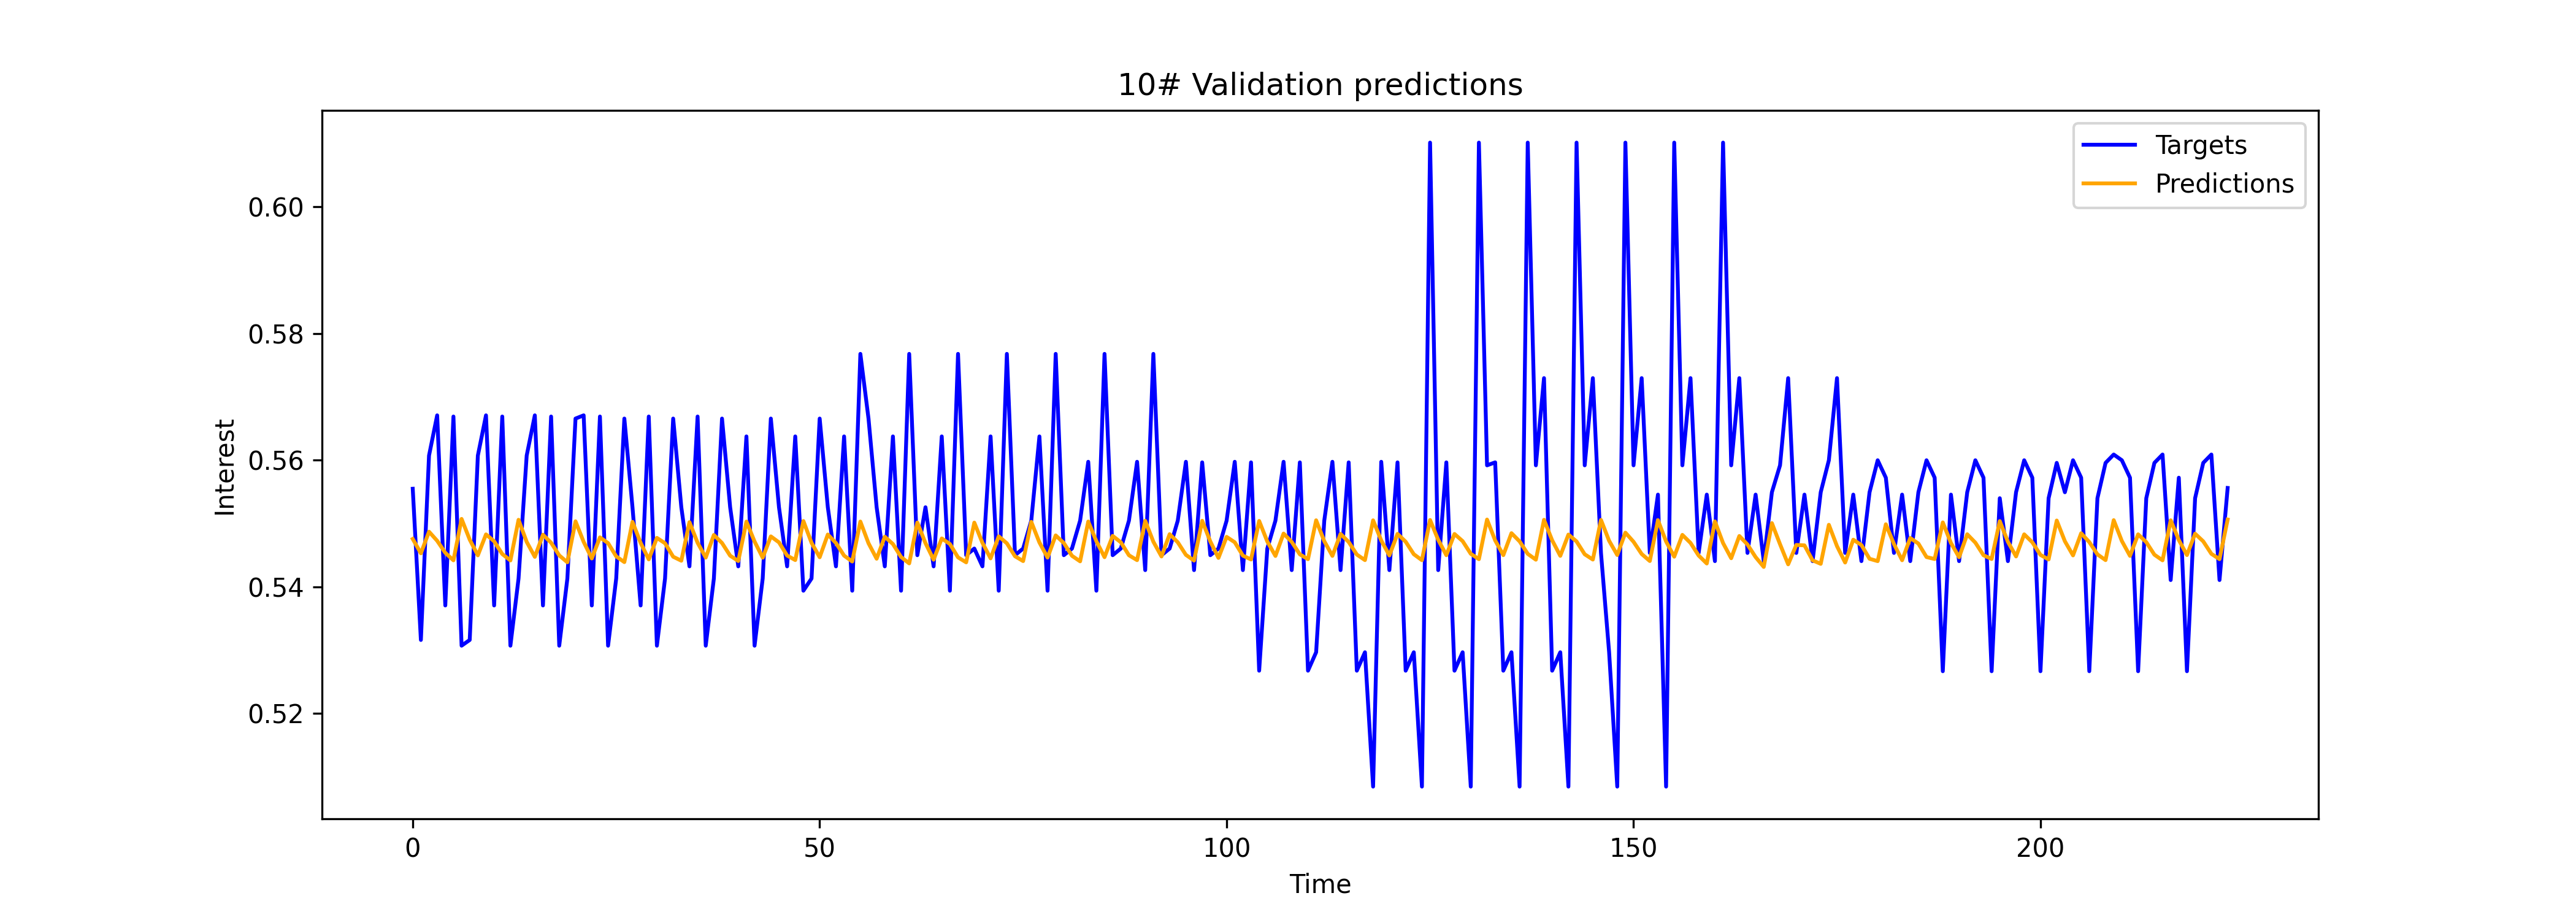 10# Validation predictions
Targets
Predictions
Interest
0.60
0.58
0.56
0.54
0.52
0
50
100
150
200
Time